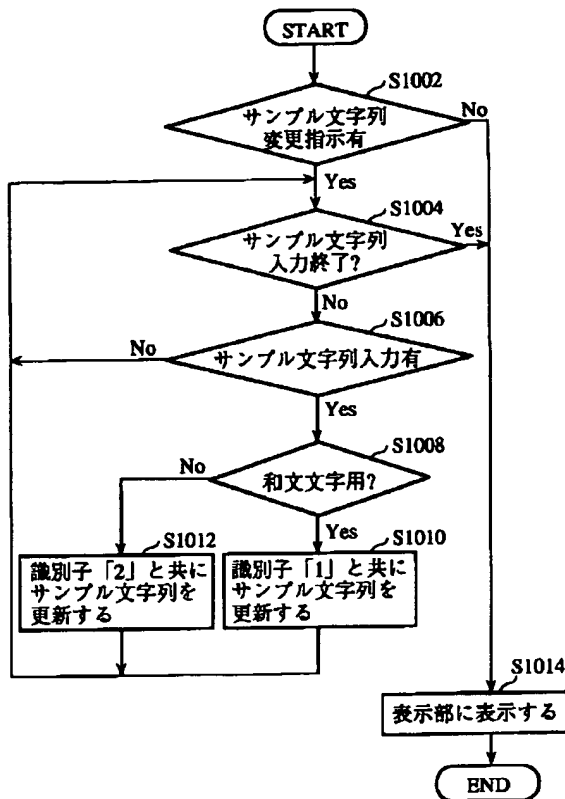 START
S1002
サンプル文字列
変更指示有
No
Yes
S1004
サンプル文字列
入力終了?
Yes
No
S1006
サンプル文字列入力有
No
Yes
S1008
和文文字用?
No
Yes
S1012
識別子「2」と共に
サンプル文字列を
更新する
S1010
識別子「1」と共に
サンプル文字列を
更新する
S1014
表示部に表示する
END